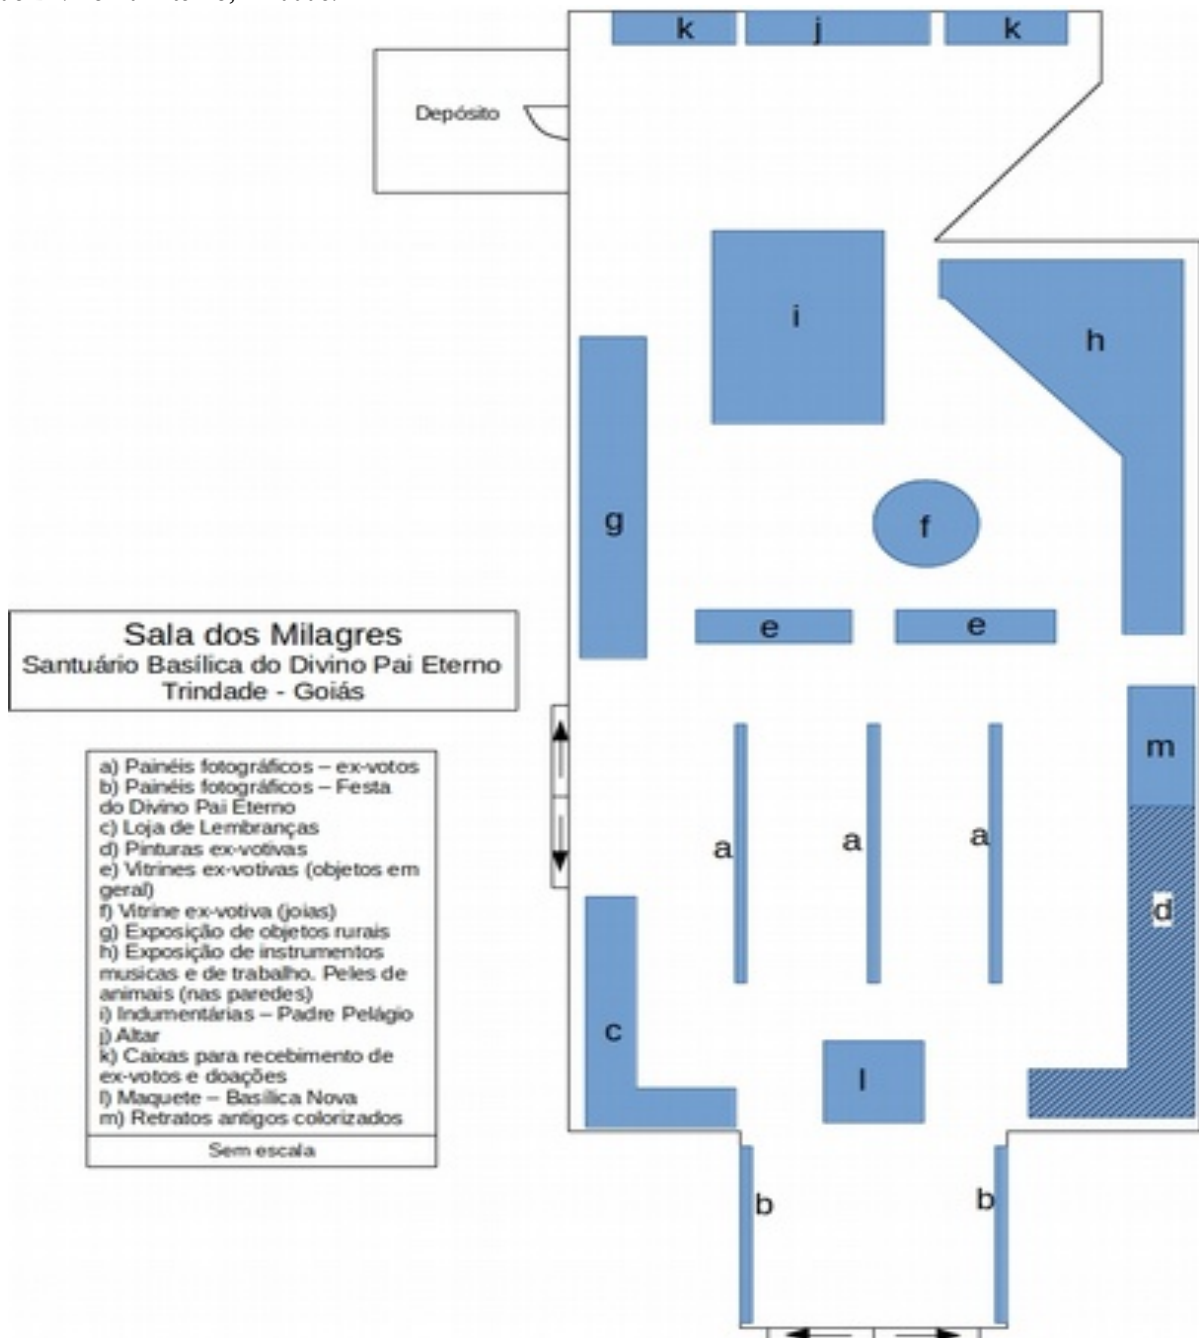 k
j
k
Depósito
i
h
g
f
e
e
Sala dos Milagres
Santuário Basílica do Divino Pai Eterno
Trindade - Goiás
m
a
a
a
d
a) Painéis fotográficos – ex-votos
b) Painéis fotográficos – Festa
do Divino Pai Eterno
c) Loja de Lembranças
d) Pinturas ex-votivas
e) Vitrines ex-votivas (objetos em
geral)
f) Vitrine ex-votiva (joias)
g) Exposição de objetos rurais
h) Exposição de instrumentos
musicas e de trabalho. Peles de
animais (nas paredes)
i) Indumentárias – Padre Pelágio
j) Altar
k) Caixas para recebimento de
ex-votos e doações
l) Maquete – Basílica Nova
m) Retratos antigos colorizados
Sem escala
c
l
b
b